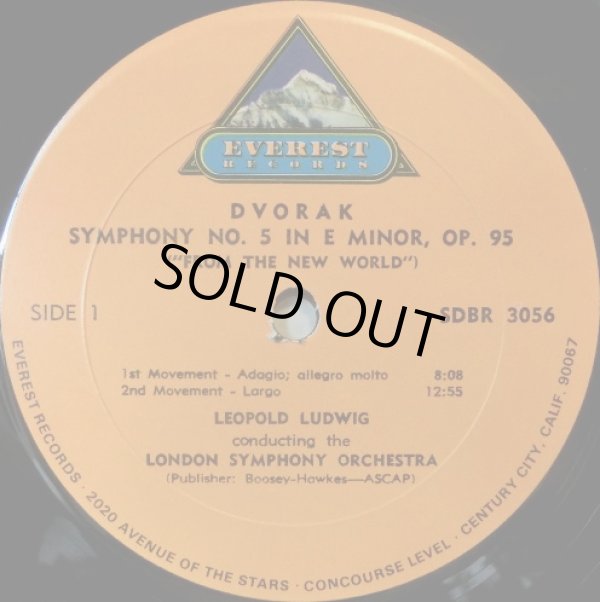 EVEREST
RECORDS
DVORAK
SYMPHONY NO. 5 IN E MINOR, OP. 95
("FROM THE NEW WORLD")
SOLD OUT
SIDE 1
SDBR 3056
1st Movement - Adagio; allegro molto 8:08
2nd Movement - Largo 12:55
LEOPOLD LUDWIG
conducting the
LONDON SYMPHONY ORCHESTRA
(Publisher: Boosey-Hawkes—ASCAP)
EVEREST RECORDS · 2020 AVENUE OF THE STARS · CONCOURSE LEVEL · CENTURY CITY, CALIF. 90067